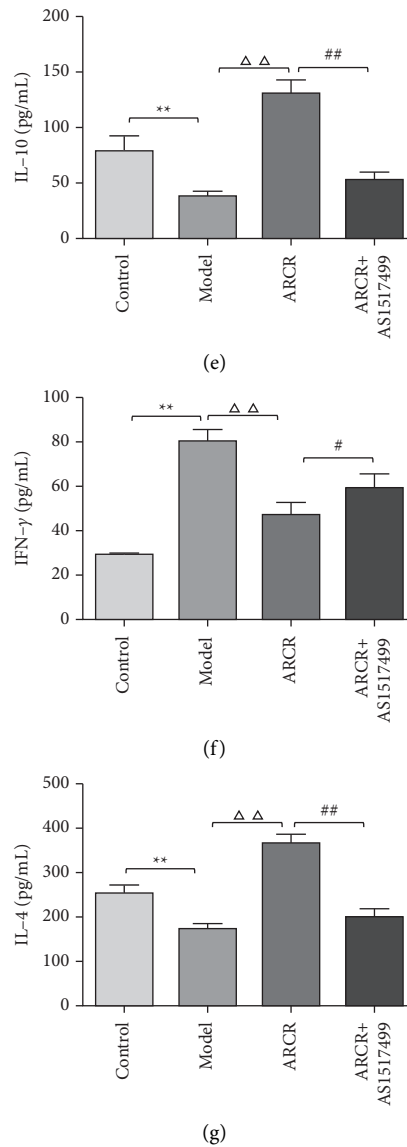 200
150
100
50
0
IL–10 (pg/mL)
**
△ △
##
Control
Model
ARCR
ARCR+
AS1517499
(e)
100
80
60
40
20
0
IFN–γ (pg/mL)
**
△ △
#
Control
Model
ARCR
ARCR+
AS1517499
(f)
500
400
300
200
100
0
IL–4 (pg/mL)
**
△ △
##
Control
Model
ARCR
ARCR+
AS1517499
(g)